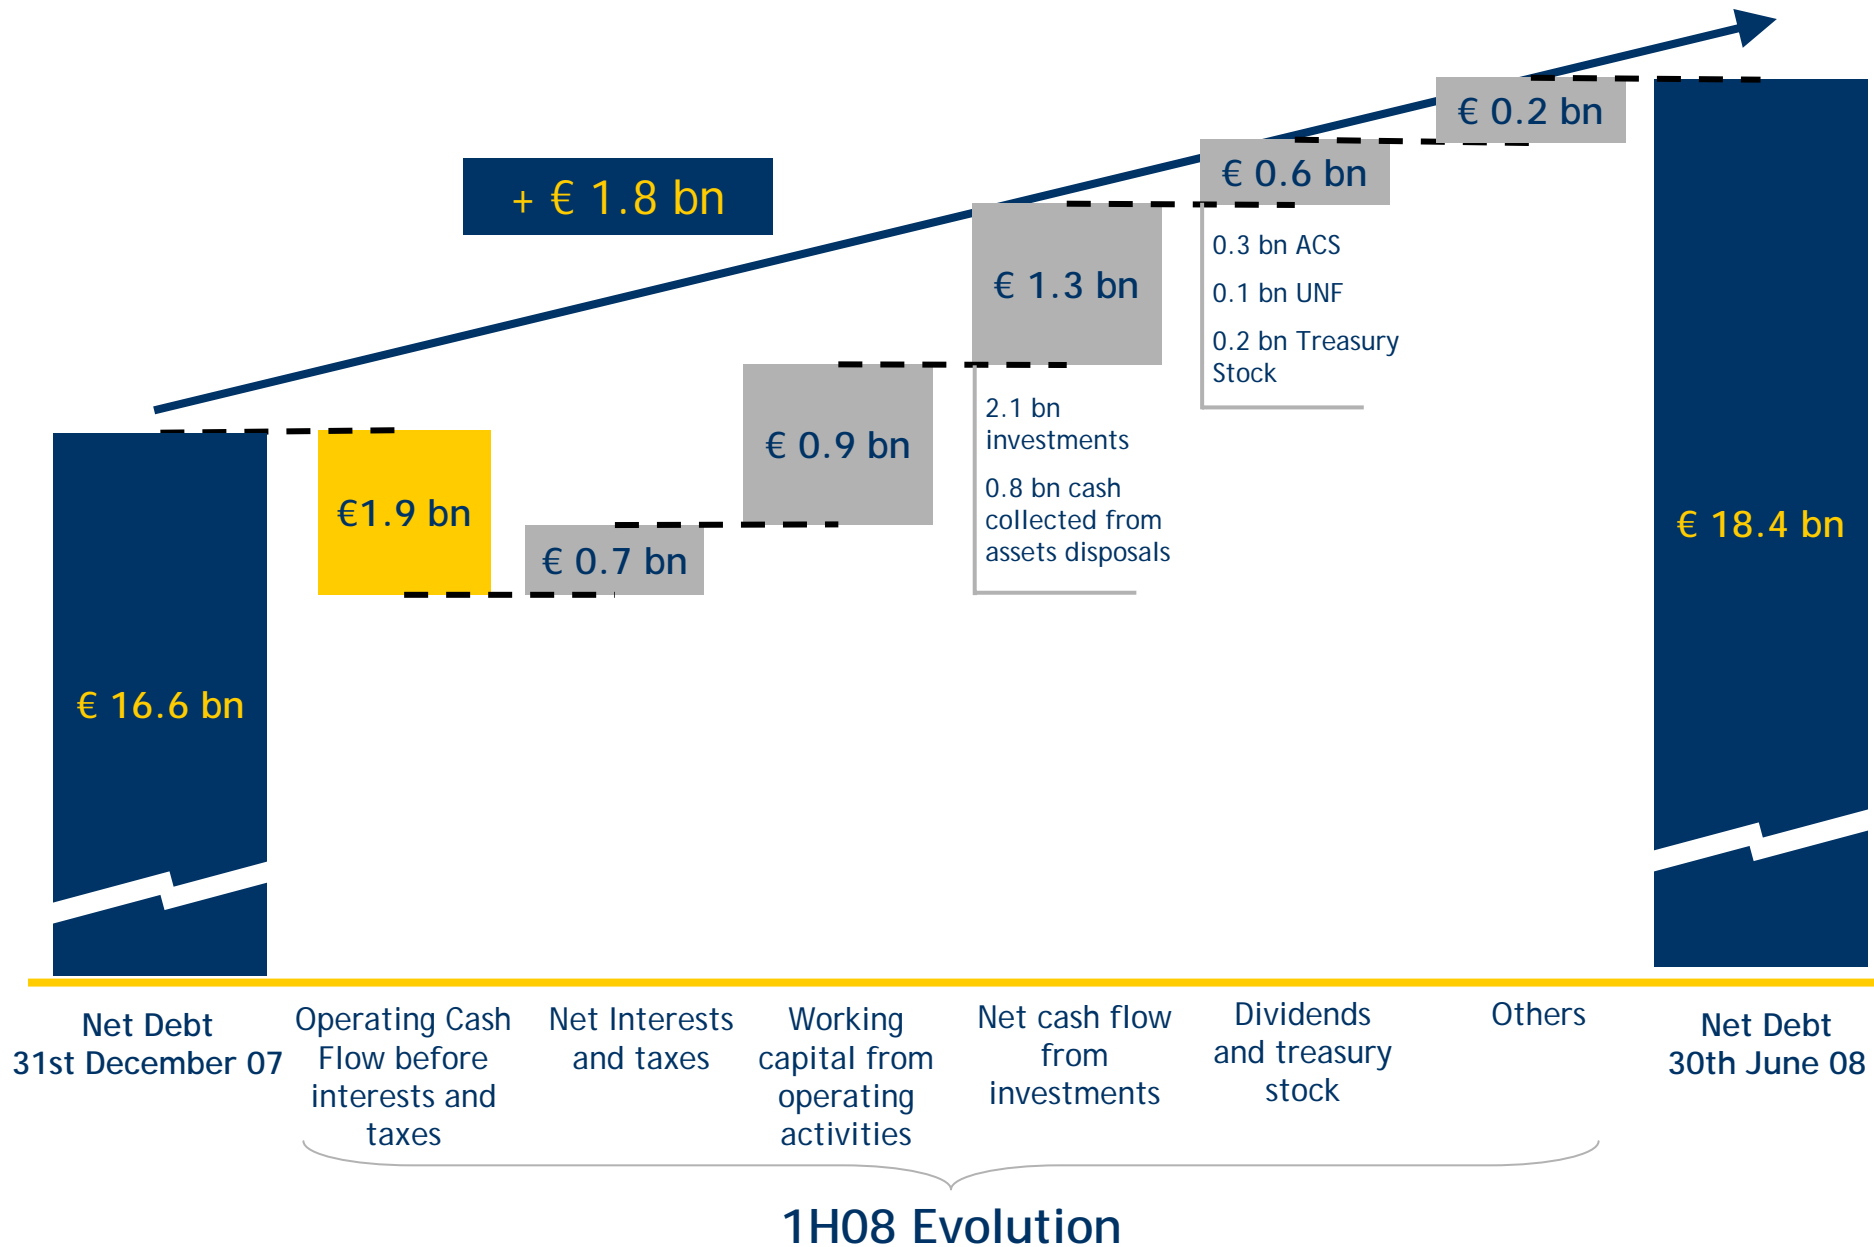 + € 1.8 bn
€ 16.6 bn
€1.9 bn
€ 0.7 bn
€ 0.9 bn
€ 1.3 bn
2.1 bn
investments
0.8 bn cash
collected from
assets disposals
€ 0.6 bn
0.3 bn ACS
0.1 bn UNF
0.2 bn Treasury
Stock
€ 0.2 bn
€ 18.4 bn
Net Debt
31st December 07
Operating Cash
Flow before
interests and
taxes
Net Interests
and taxes
Working
capital from
operating
activities
Net cash flow
from
investments
Dividends
and treasury
stock
Others
Net Debt
30th June 08
1H08 Evolution